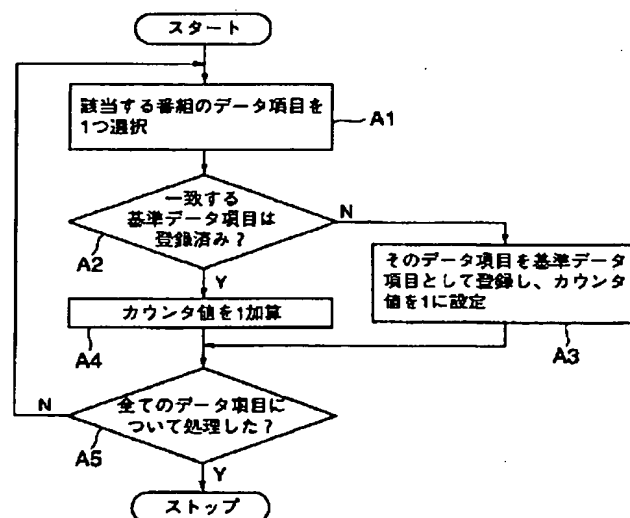 スタート
該当する番組のデータ項目を
1つ選択
A1
一致する
基準データ項目は
登録済み？
A2
N
Y
そのデータ項目を基準データ
項目として登録し、カウンタ
値を1に設定
A3
カウンタ値を1加算
A4
全てのデータ項目に
ついて処理した？
A5
N
Y
ストップ